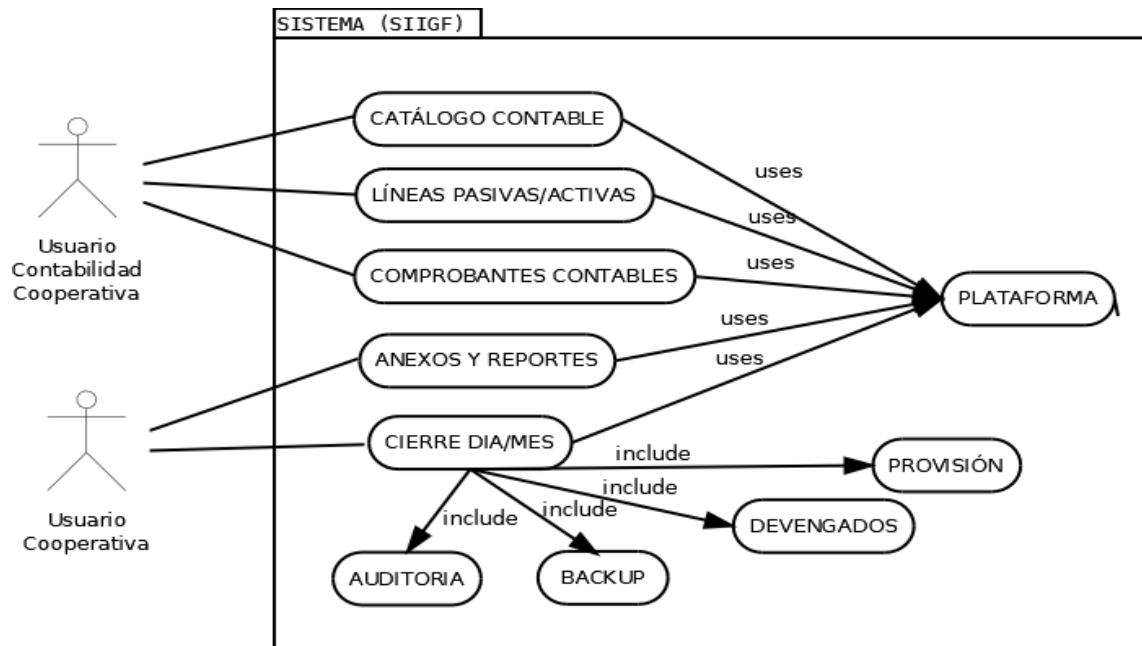 SISTEMA (SIIGF)
CATÁLOGO CONTABLE
uses
LÍNEAS PASIVAS/ACTIVAS
uses
Usuario
Contabilidad
Cooperativa
COMPROBANTES CONTABLES
uses
PLATAFORMA
ANEXOS Y REPORTES
uses
uses
CIERRE DIA/MES
include
PROVISIÓN
include
DEVENGADOS
include
include
Usuario
Cooperativa
AUDITORIA
BACKUP